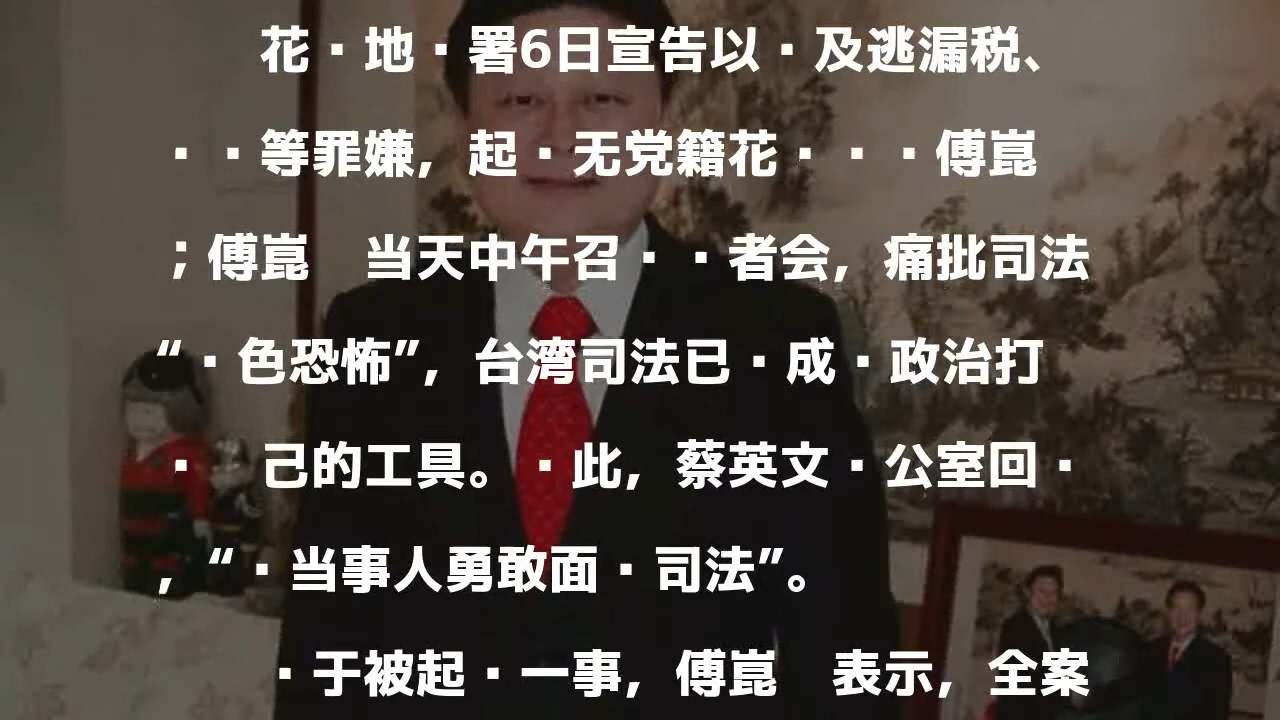 花·地·署6日宣告以·及逃漏税、
··等罪嫌，起·无党籍花···傅崑
；傅崑　当天中午召··者会，痛批司法
“·色恐怖”，台湾司法已·成·政治打
·　己的工具。·此，蔡英文·公室回·
，“·当事人勇敢面·司法”。
·于被起·一事，傅崑　表示，全案